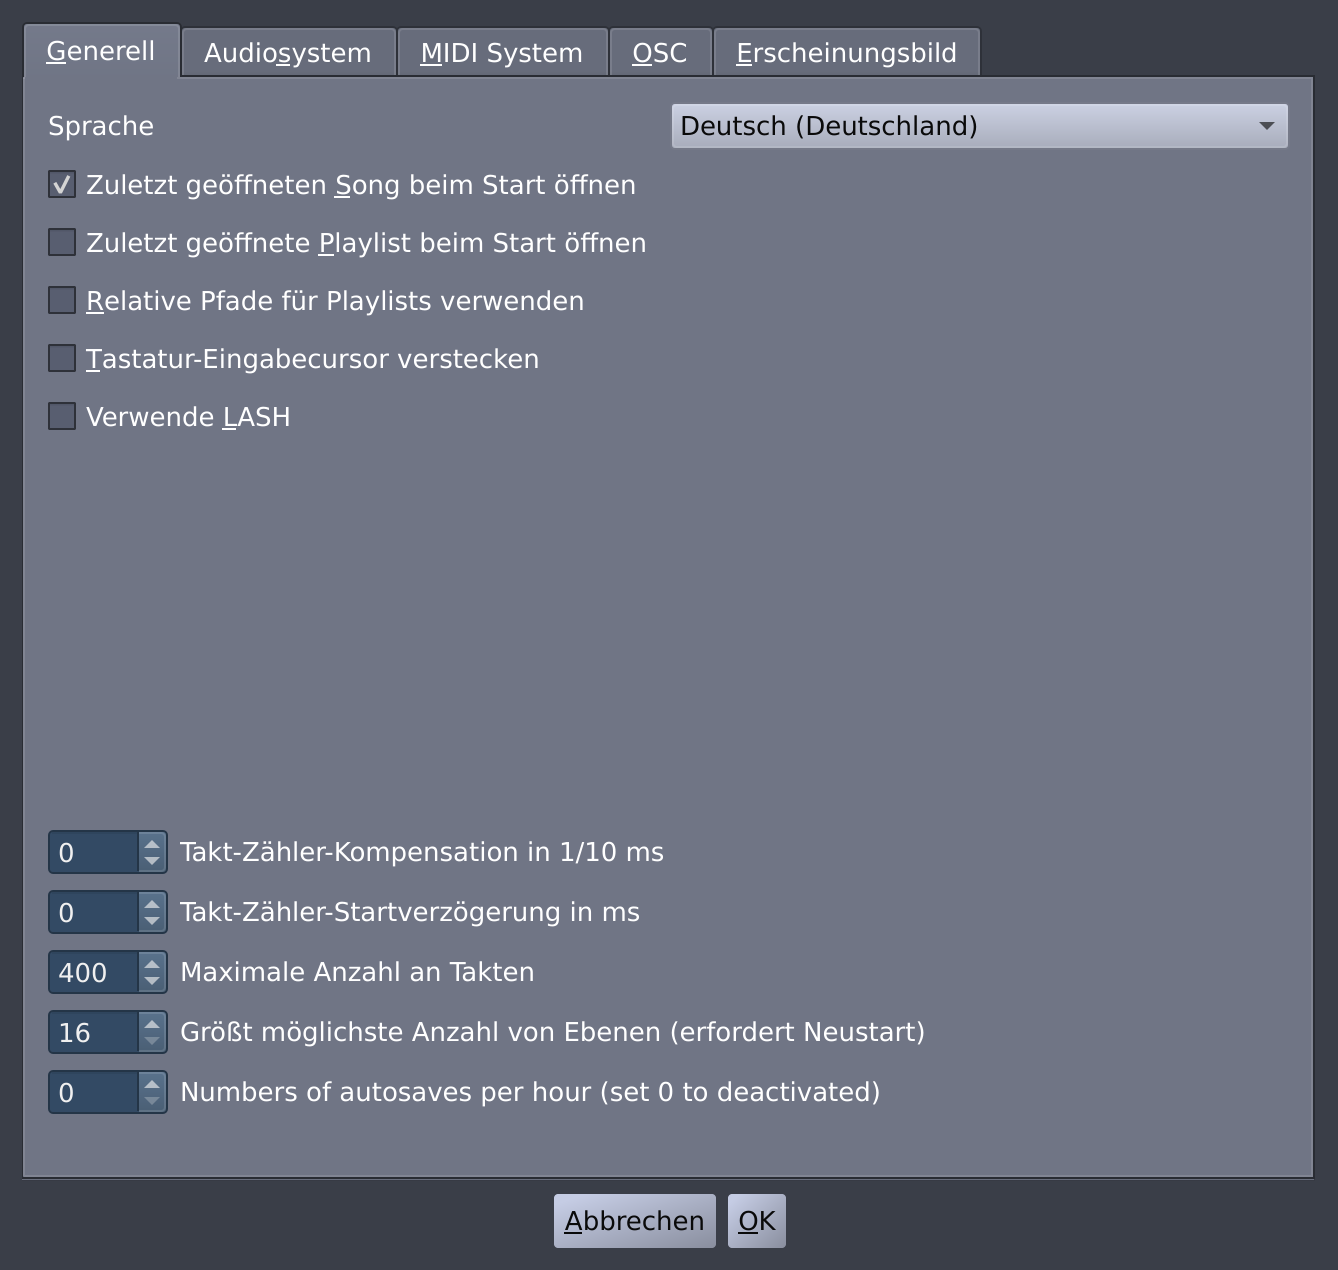 Generell Audiosystem MIDI System OSC Erscheinungsbild
Sprache Deutsch (Deutschland)
Zuletzt geöffneten Song beim Start öffnen
Zuletzt geöffnete Playlist beim Start öffnen
Relative Pfade für Playlists verwenden
Tastatur-Eingabecursor verstecken
Verwende LASH
0 Takt-Zähler-Kompensation in 1/10 ms
0 Takt-Zähler-Startverzögerung in ms
400 Maximale Anzahl an Takten
16 Größt möglichste Anzahl von Ebenen (erfordert Neustart)
0 Numbers of autosaves per hour (set 0 to deactivated)
Abbrechen OK